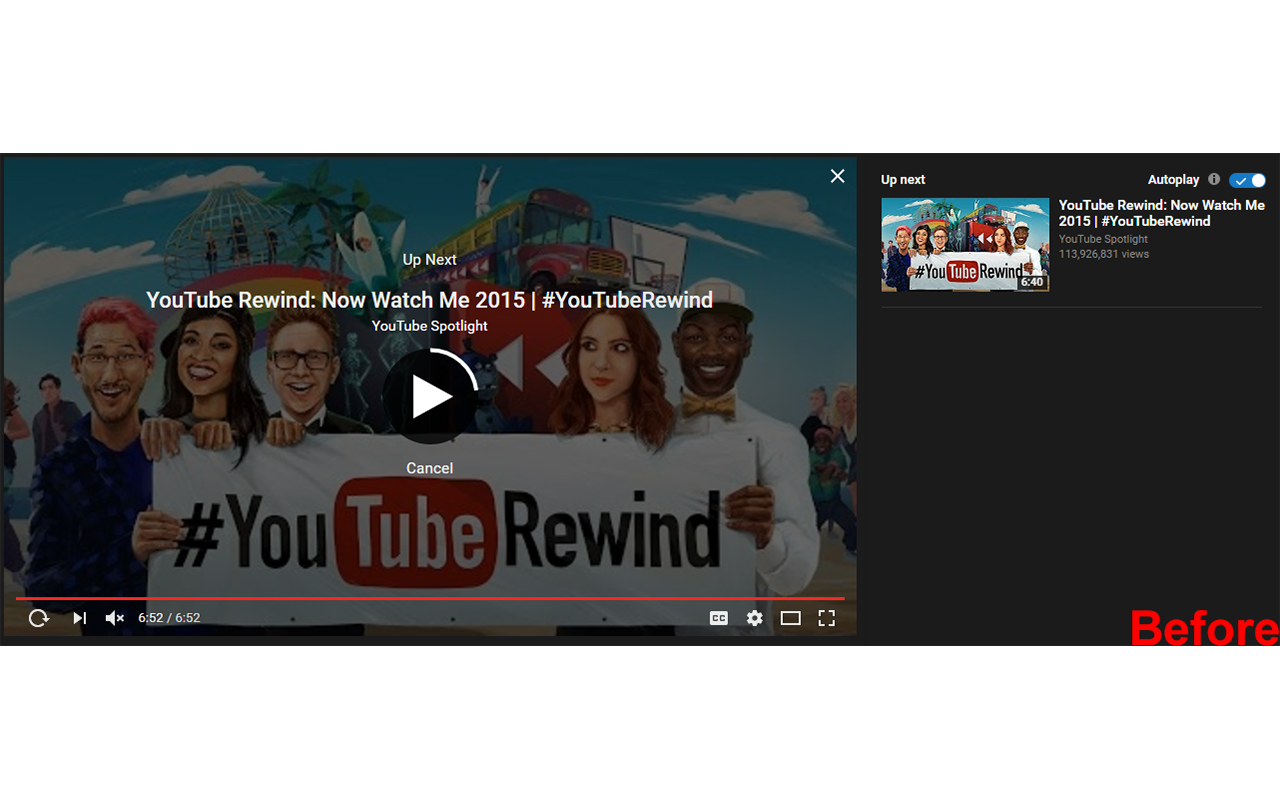 Up Next
YouTube Rewind: Now Watch Me 2015 | #YouTubeRewind
YouTube Spotlight
Cancel
#YouTubeRewind
6:52 / 6:52
CC
Up next
Autoplay
#YouTubeRewind
6:40
YouTube Rewind: Now Watch Me
2015 | #YouTubeRewind
YouTube Spotlight
113,926,831 views
Before